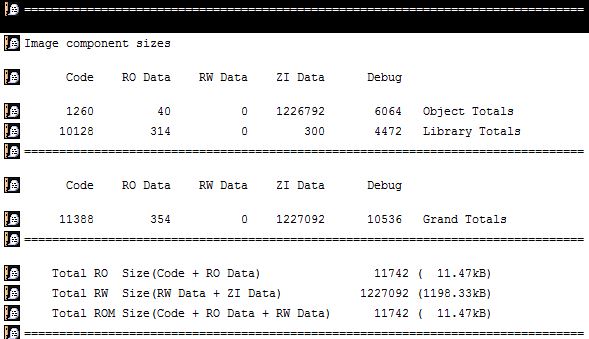 ================================================================================
Image component sizes
Code RO Data RW Data ZI Data Debug
1260 40 0 1226792 6064 Object Totals
10128 314 0 300 4472 Library Totals
================================================================================
Code RO Data RW Data ZI Data Debug
11388 354 0 1227092 10536 Grand Totals
================================================================================
Total RO Size(Code + RO Data) 11742 ( 11.47kB)
Total RW Size(RW Data + ZI Data) 1227092 (1198.33kB)
Total ROM Size(Code + RO Data + RW Data) 11742 ( 11.47kB)
================================================================================